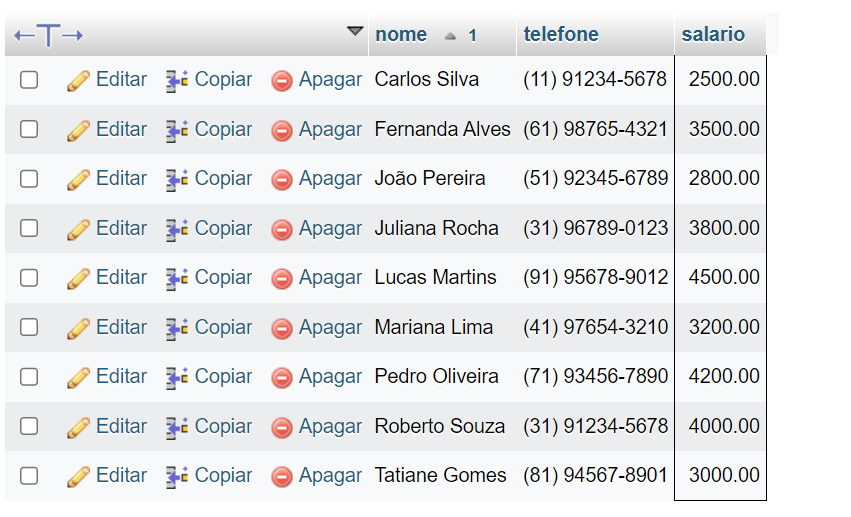 ←T→ nome 1 telefone salario
Editar Copiar Apagar Carlos Silva (11) 91234-5678 2500.00
Editar Copiar Apagar Fernanda Alves (61) 98765-4321 3500.00
Editar Copiar Apagar João Pereira (51) 92345-6789 2800.00
Editar Copiar Apagar Juliana Rocha (31) 96789-0123 3800.00
Editar Copiar Apagar Lucas Martins (91) 95678-9012 4500.00
Editar Copiar Apagar Mariana Lima (41) 97654-3210 3200.00
Editar Copiar Apagar Pedro Oliveira (71) 93456-7890 4200.00
Editar Copiar Apagar Roberto Souza (31) 91234-5678 4000.00
Editar Copiar Apagar Tatiane Gomes (81) 94567-8901 3000.00